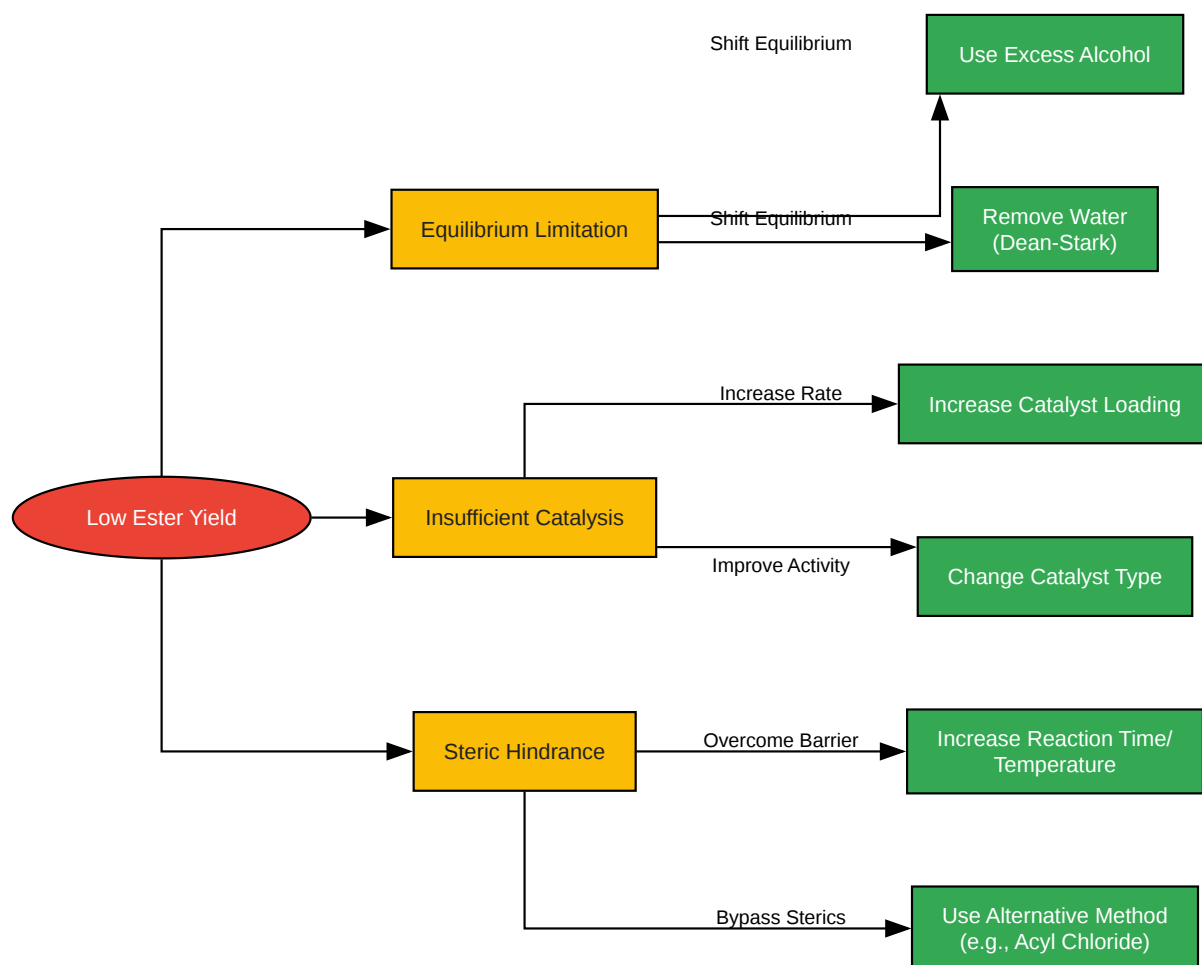 Shift Equilibrium
Use Excess Alcohol
Equilibrium Limitation
Shift Equilibrium
Remove Water
(Dean-Stark)
Increase Rate
Increase Catalyst Loading
Low Ester Yield
Insufficient Catalysis
Improve Activity
Change Catalyst Type
Steric Hindrance
Overcome Barrier
Increase Reaction Time/
Temperature
Bypass Sterics
Use Alternative Method
(e.g., Acyl Chloride)